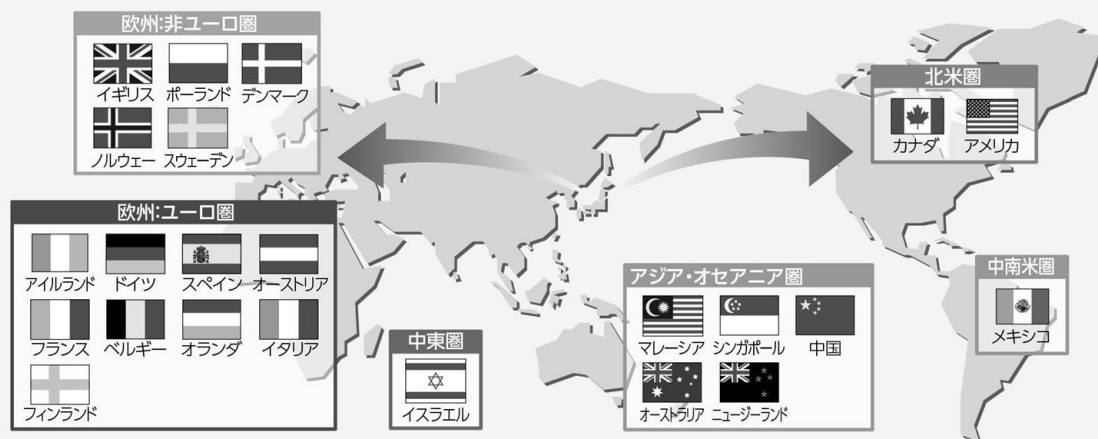 欧州:非ユーロ圏
イギリス ポーランド デンマーク
ノルウェー スウェーデン
欧州:ユーロ圏
アイルランド ドイツ スペイン オーストリア
フランス ベルギー オランダ イタリア
フィンランド
中東圏
イスラエル
アジア・オセアニア圏
マレーシア シンガポール 中国
オーストラリア ニュージーランド
北米圏
カナダ アメリカ
中南米圏
メキシコ